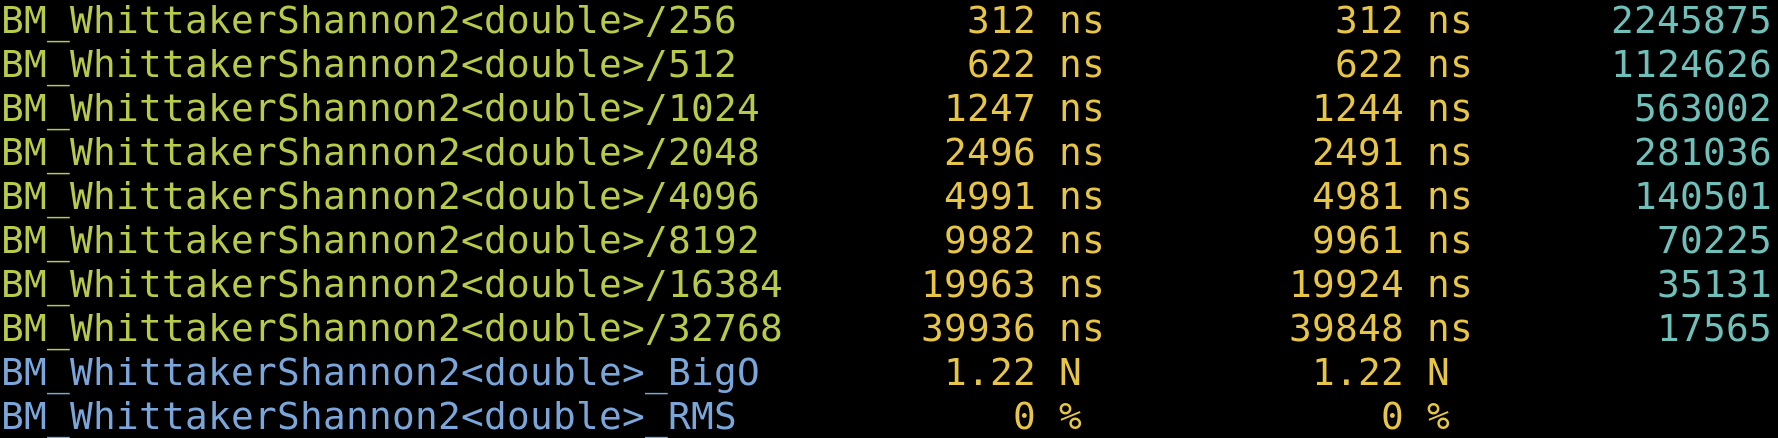 BM_WhittakerShannon2<double>/256 312 ns 312 ns 2245875
BM_WhittakerShannon2<double>/512 622 ns 622 ns 1124626
BM_WhittakerShannon2<double>/1024 1247 ns 1244 ns 563002
BM_WhittakerShannon2<double>/2048 2496 ns 2491 ns 281036
BM_WhittakerShannon2<double>/4096 4991 ns 4981 ns 140501
BM_WhittakerShannon2<double>/8192 9982 ns 9961 ns 70225
BM_WhittakerShannon2<double>/16384 19963 ns 19924 ns 35131
BM_WhittakerShannon2<double>/32768 39936 ns 39848 ns 17565
BM_WhittakerShannon2<double>_BigO 1.22 N 1.22 N
BM_WhittakerShannon2<double>_RMS 0 % 0 %